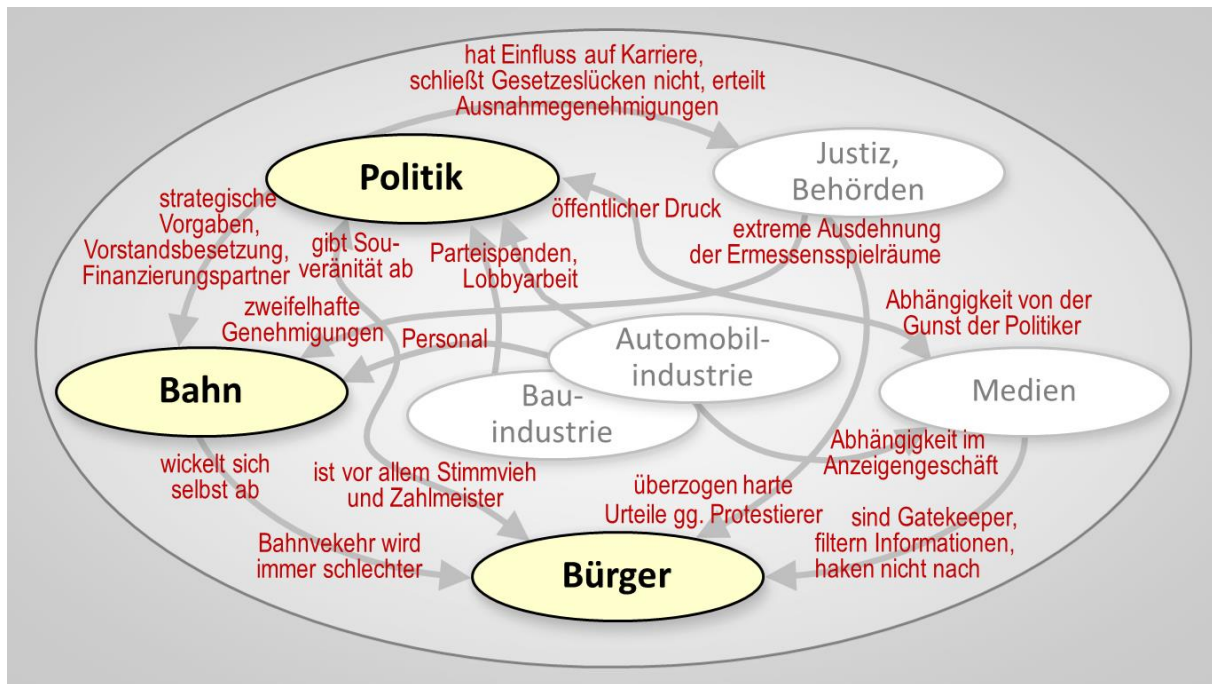 hat Einfluss auf Karriere,
schließt Gesetzeslücken nicht, erteilt
Ausnahmegenehmigungen
Politik
Justiz,
Behörden
strategische
Vorgaben,
Vorstandsbesetzung,
Finanzierungspartner
gibt Sou-
veränität ab
Parteispenden,
Lobbyarbeit
öffentlicher Druck
extreme Ausdehnung
der Ermessensspielräume
zweifelhafte
Genehmigungen
Personal
Abhängigkeit von der
Gunst der Politiker
Bahn
Automobil-
industrie
Bau-
industrie
Medien
wickelt sich
selbst ab
ist vor allem Stimmvieh
und Zahlmeister
Abhängigkeit im
Anzeigengeschäft
überzogen harte
Urteile gg. Protestierer
sind Gatekeeper,
filtern Informationen,
haken nicht nach
Bahnvekehr wird
immer schlechter
Bürger